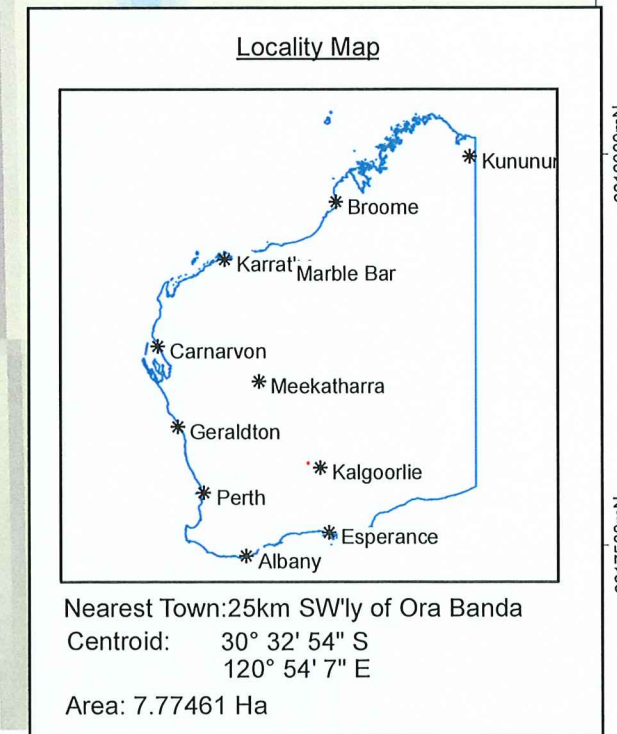 Locality Map
Kununur
Broome
Karrat
Marble Bar
Carnarvon
Meekatharra
Geraldton
Kalgoorlie
Perth
Esperance
Albany
Nearest Town:25km SW'ly of Ora Banda
Centroid: 30° 32' 54" S
120° 54' 7" E
Area: 7.77461 Ha